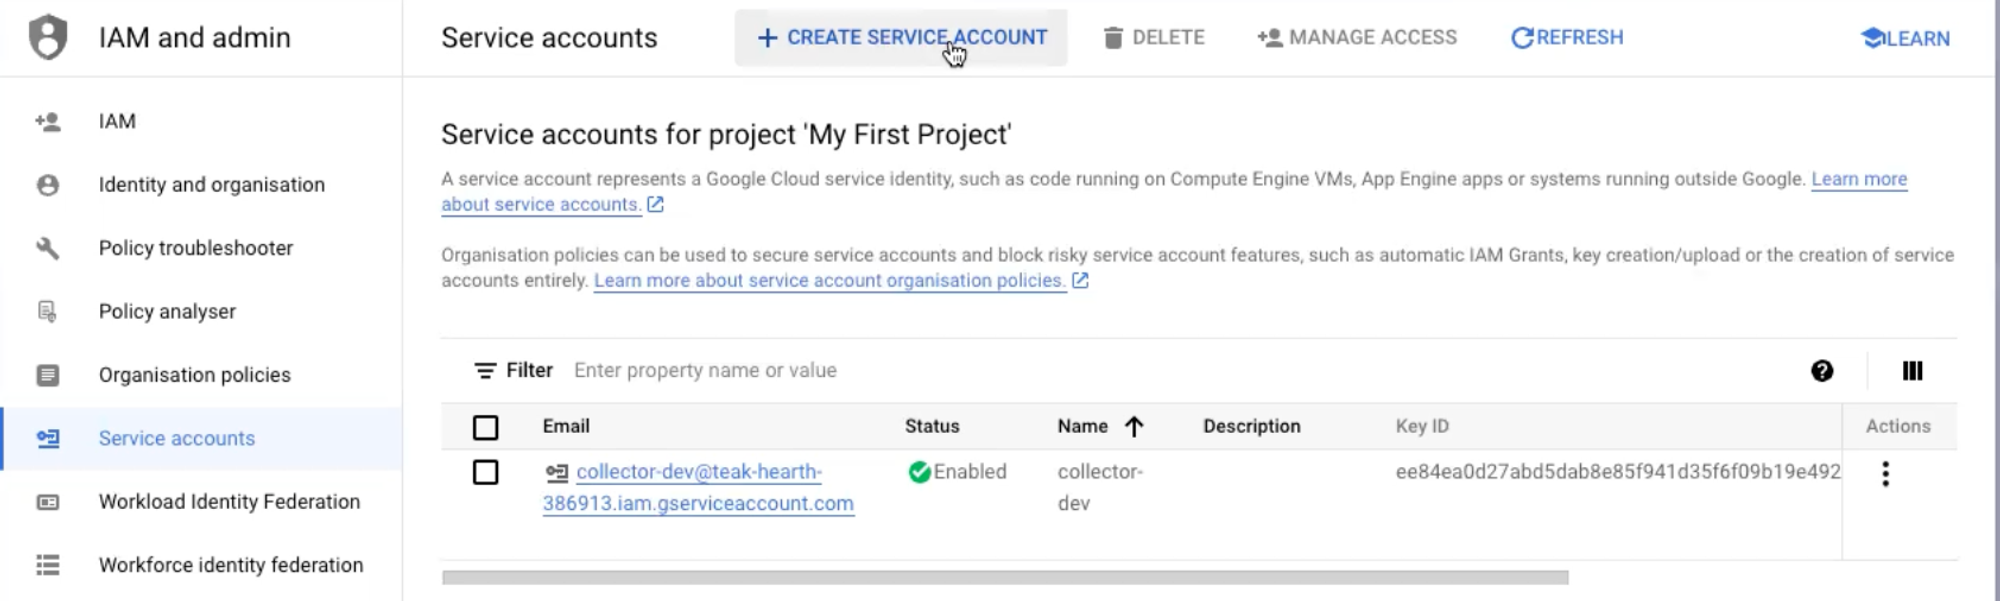 IAM and admin
Service accounts
+ CREATE SERVICE ACCOUNT
DELETE
MANAGE ACCESS
REFRESH
LEARN
IAM
Identity and organisation
Policy troubleshooter
Policy analyser
Organisation policies
Service accounts
Workload Identity Federation
Workforce identity federation
Service accounts for project 'My First Project'
A service account represents a Google Cloud service identity, such as code running on Compute Engine VMs, App Engine apps or systems running outside Google. Learn more
about service accounts.
Organisation policies can be used to secure service accounts and block risky service account features, such as automatic IAM Grants, key creation/upload or the creation of service
accounts entirely. Learn more about service account organisation policies.
Filter Enter property name or value
Email Status Name Description Key ID Actions
collector-dev@teak-hearth- Enabled collector- ee84ea0d27abd5dab8e85f941d35f6f09b19e492
386913.iam.gserviceaccount.com dev